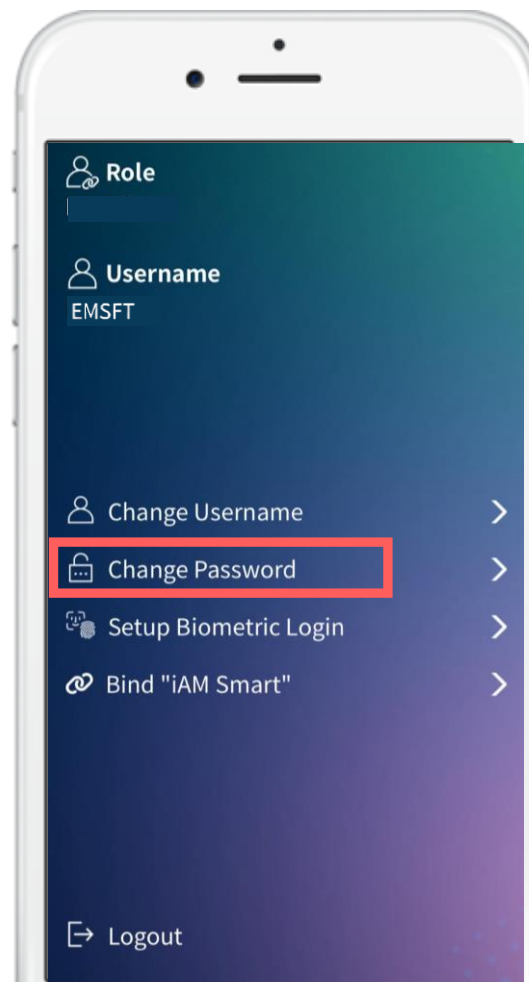 Role
Username
EMSFT
Change Username
Change Password
Setup Biometric Login
Bind "iAM Smart"
Logout